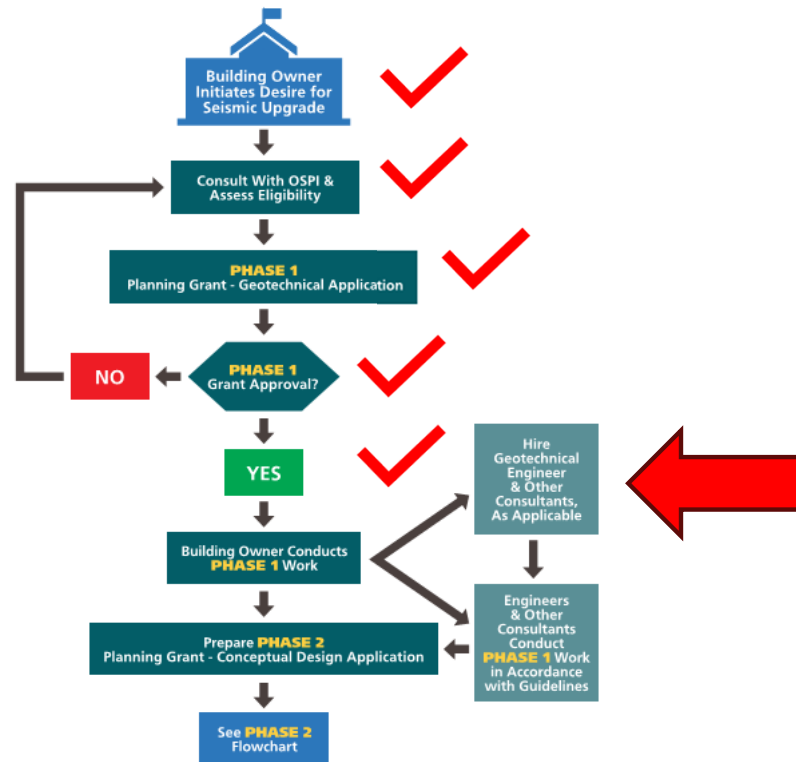 Building Owner
Initiates Desire for
Seismic Upgrade
Consult With OSPI &
Assess Eligibility
PHASE 1
Planning Grant - Geotechnical Application
PHASE 1
Grant Approval?
NO
YES
Hire
Geotechnical
Engineer
& Other
Consultants,
As Applicable
Building Owner Conducts
PHASE 1 Work
Engineers
& Other
Consultants
Conduct
PHASE 1 Work
in Accordance
with Guidelines
Prepare PHASE 2
Planning Grant - Conceptual Design Application
See PHASE 2
Flowchart